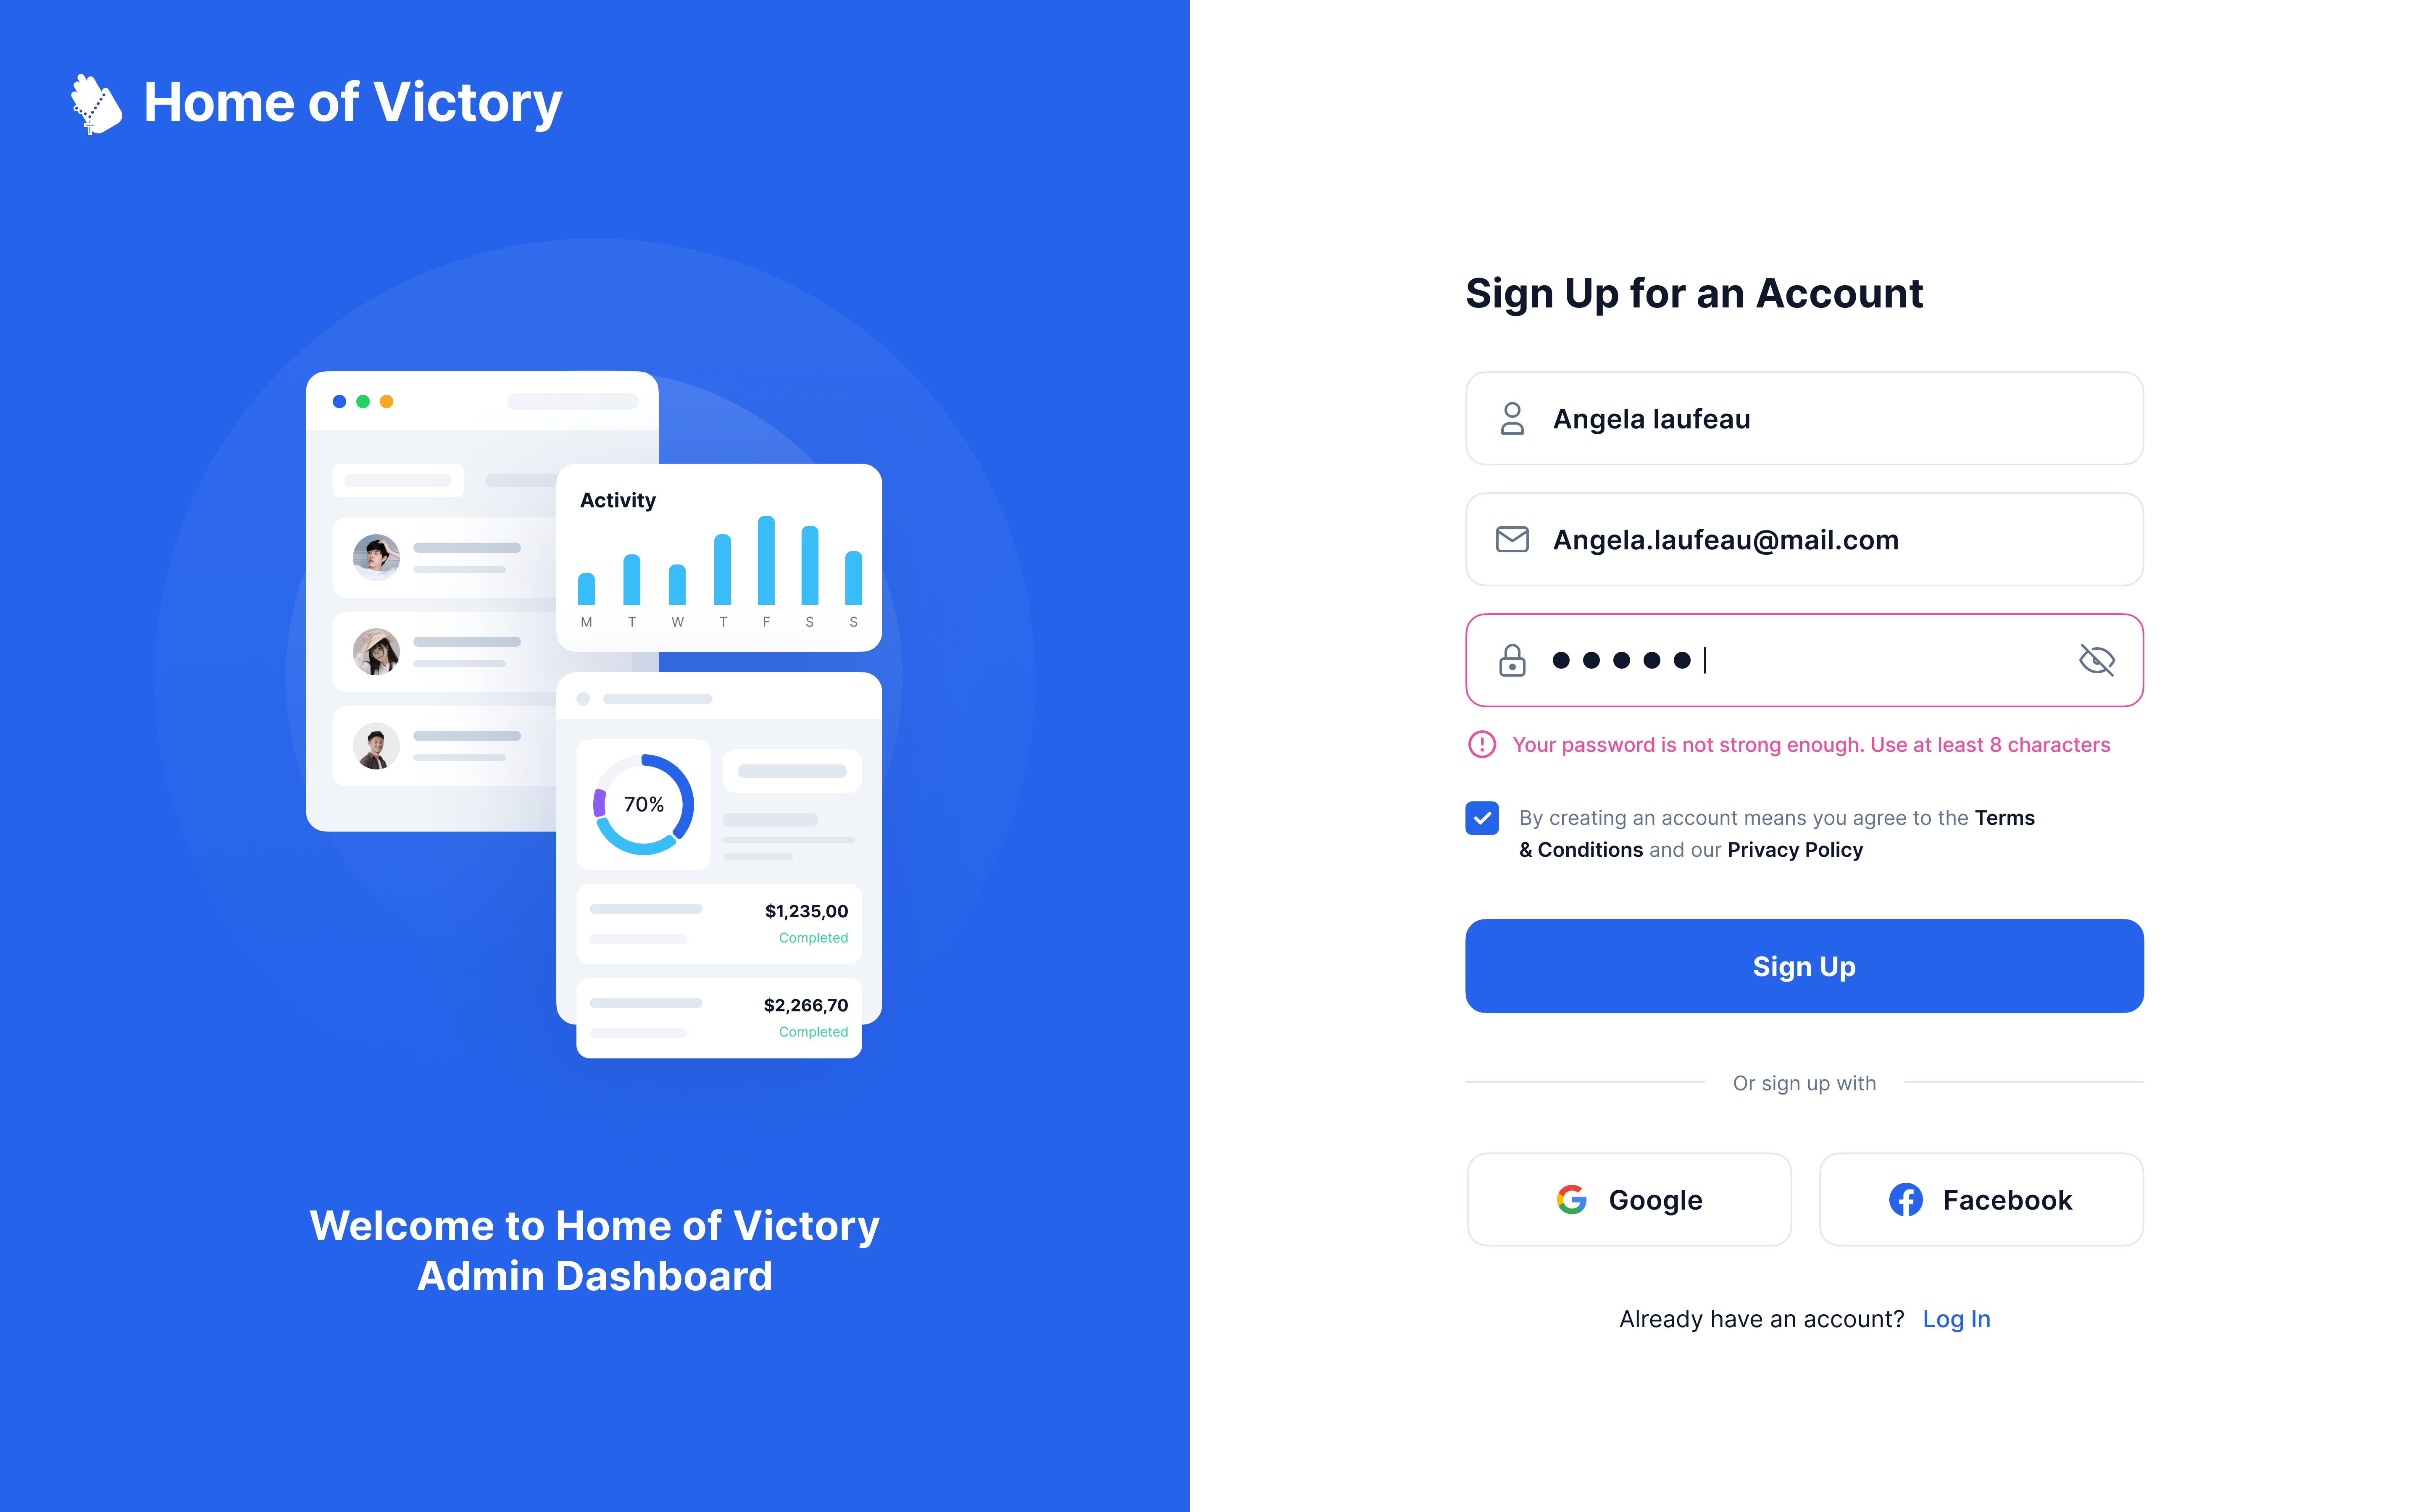 Home of Victory
Activity
M T W T F S S
70%
$1,235,00
Completed
$2,266,70
Completed
Welcome to Home of Victory
Admin Dashboard
Sign Up for an Account
Angela laufeau
Angela.laufeau@mail.com
Your password is not strong enough. Use at least 8 characters
By creating an account means you agree to the Terms
& Conditions and our Privacy Policy
Sign Up
Or sign up with
Google
Facebook
Already have an account? Log In